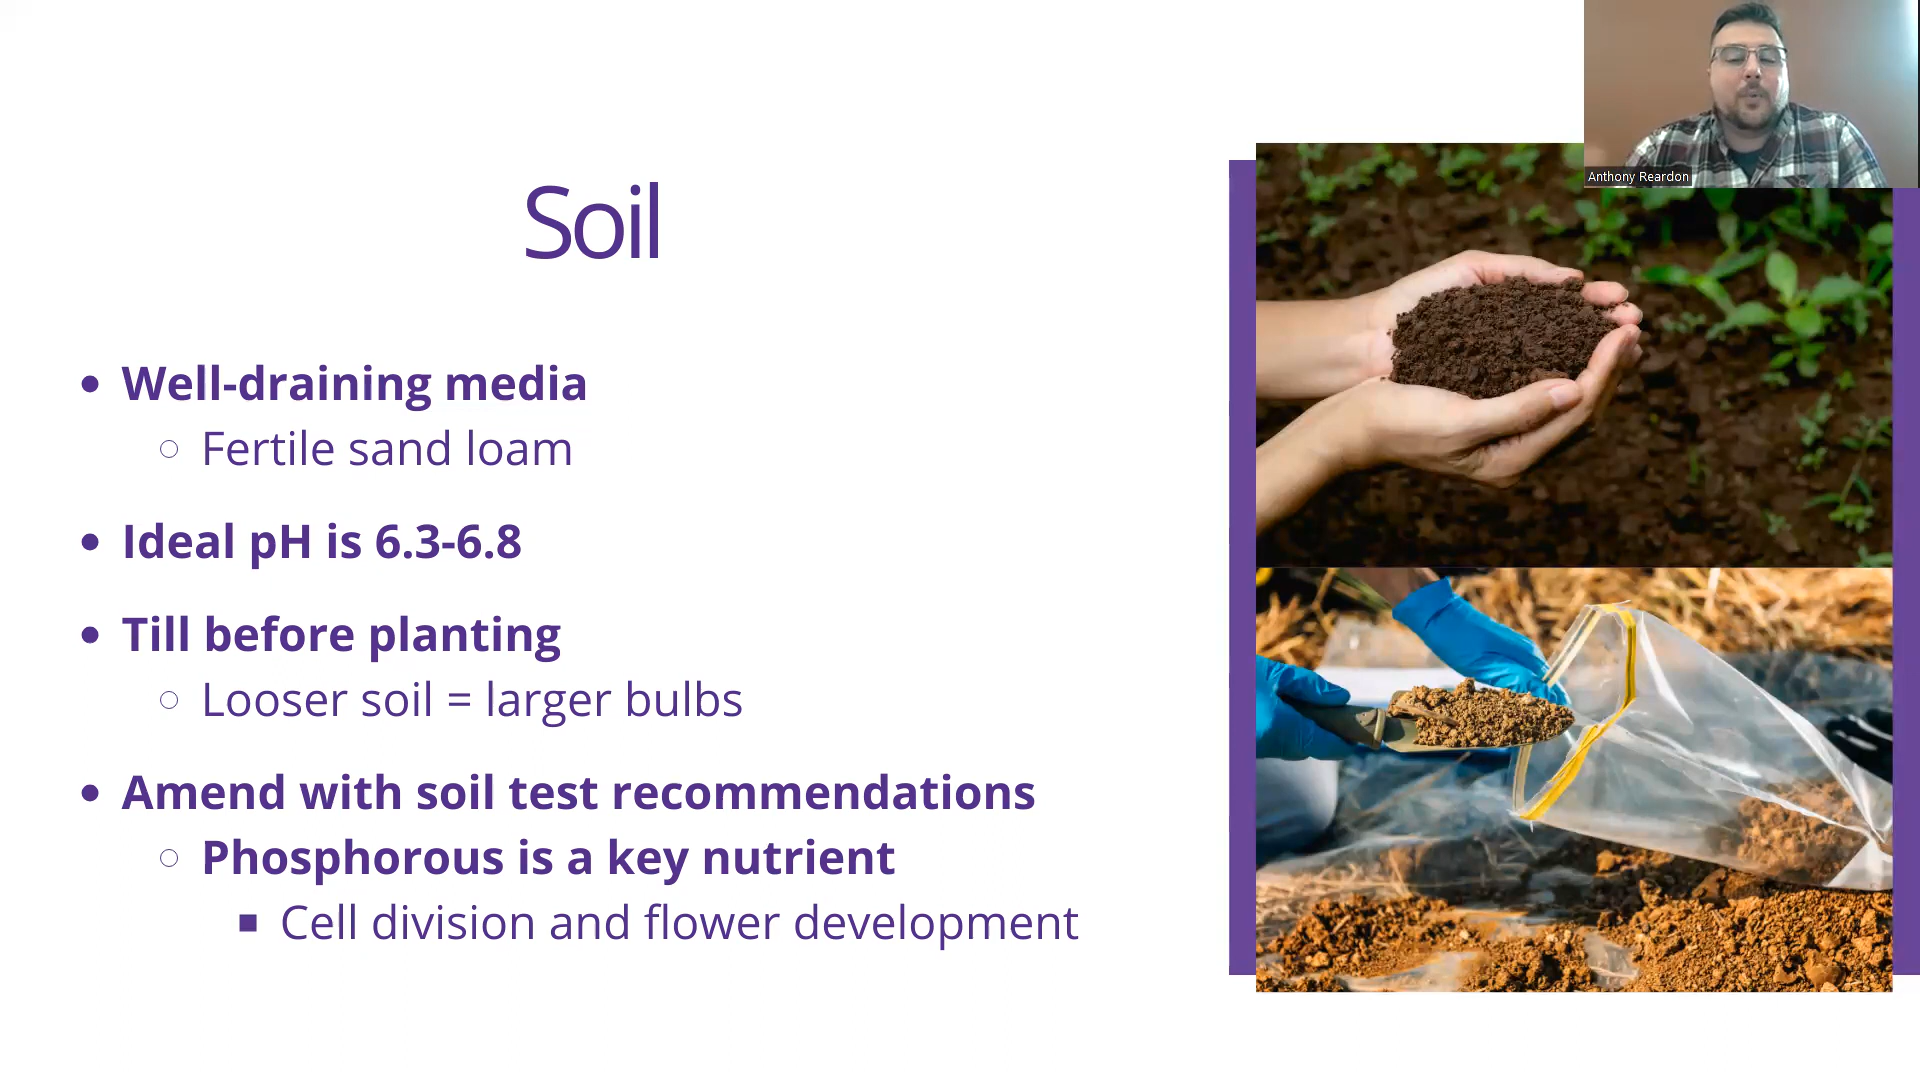 Anthony Reardon
Soil
• Well-draining media
○ Fertile sand loam
• Ideal pH is 6.3-6.8
• Till before planting
○ Looser soil = larger bulbs
• Amend with soil test recommendations
○ Phosphorous is a key nutrient
■ Cell division and flower development